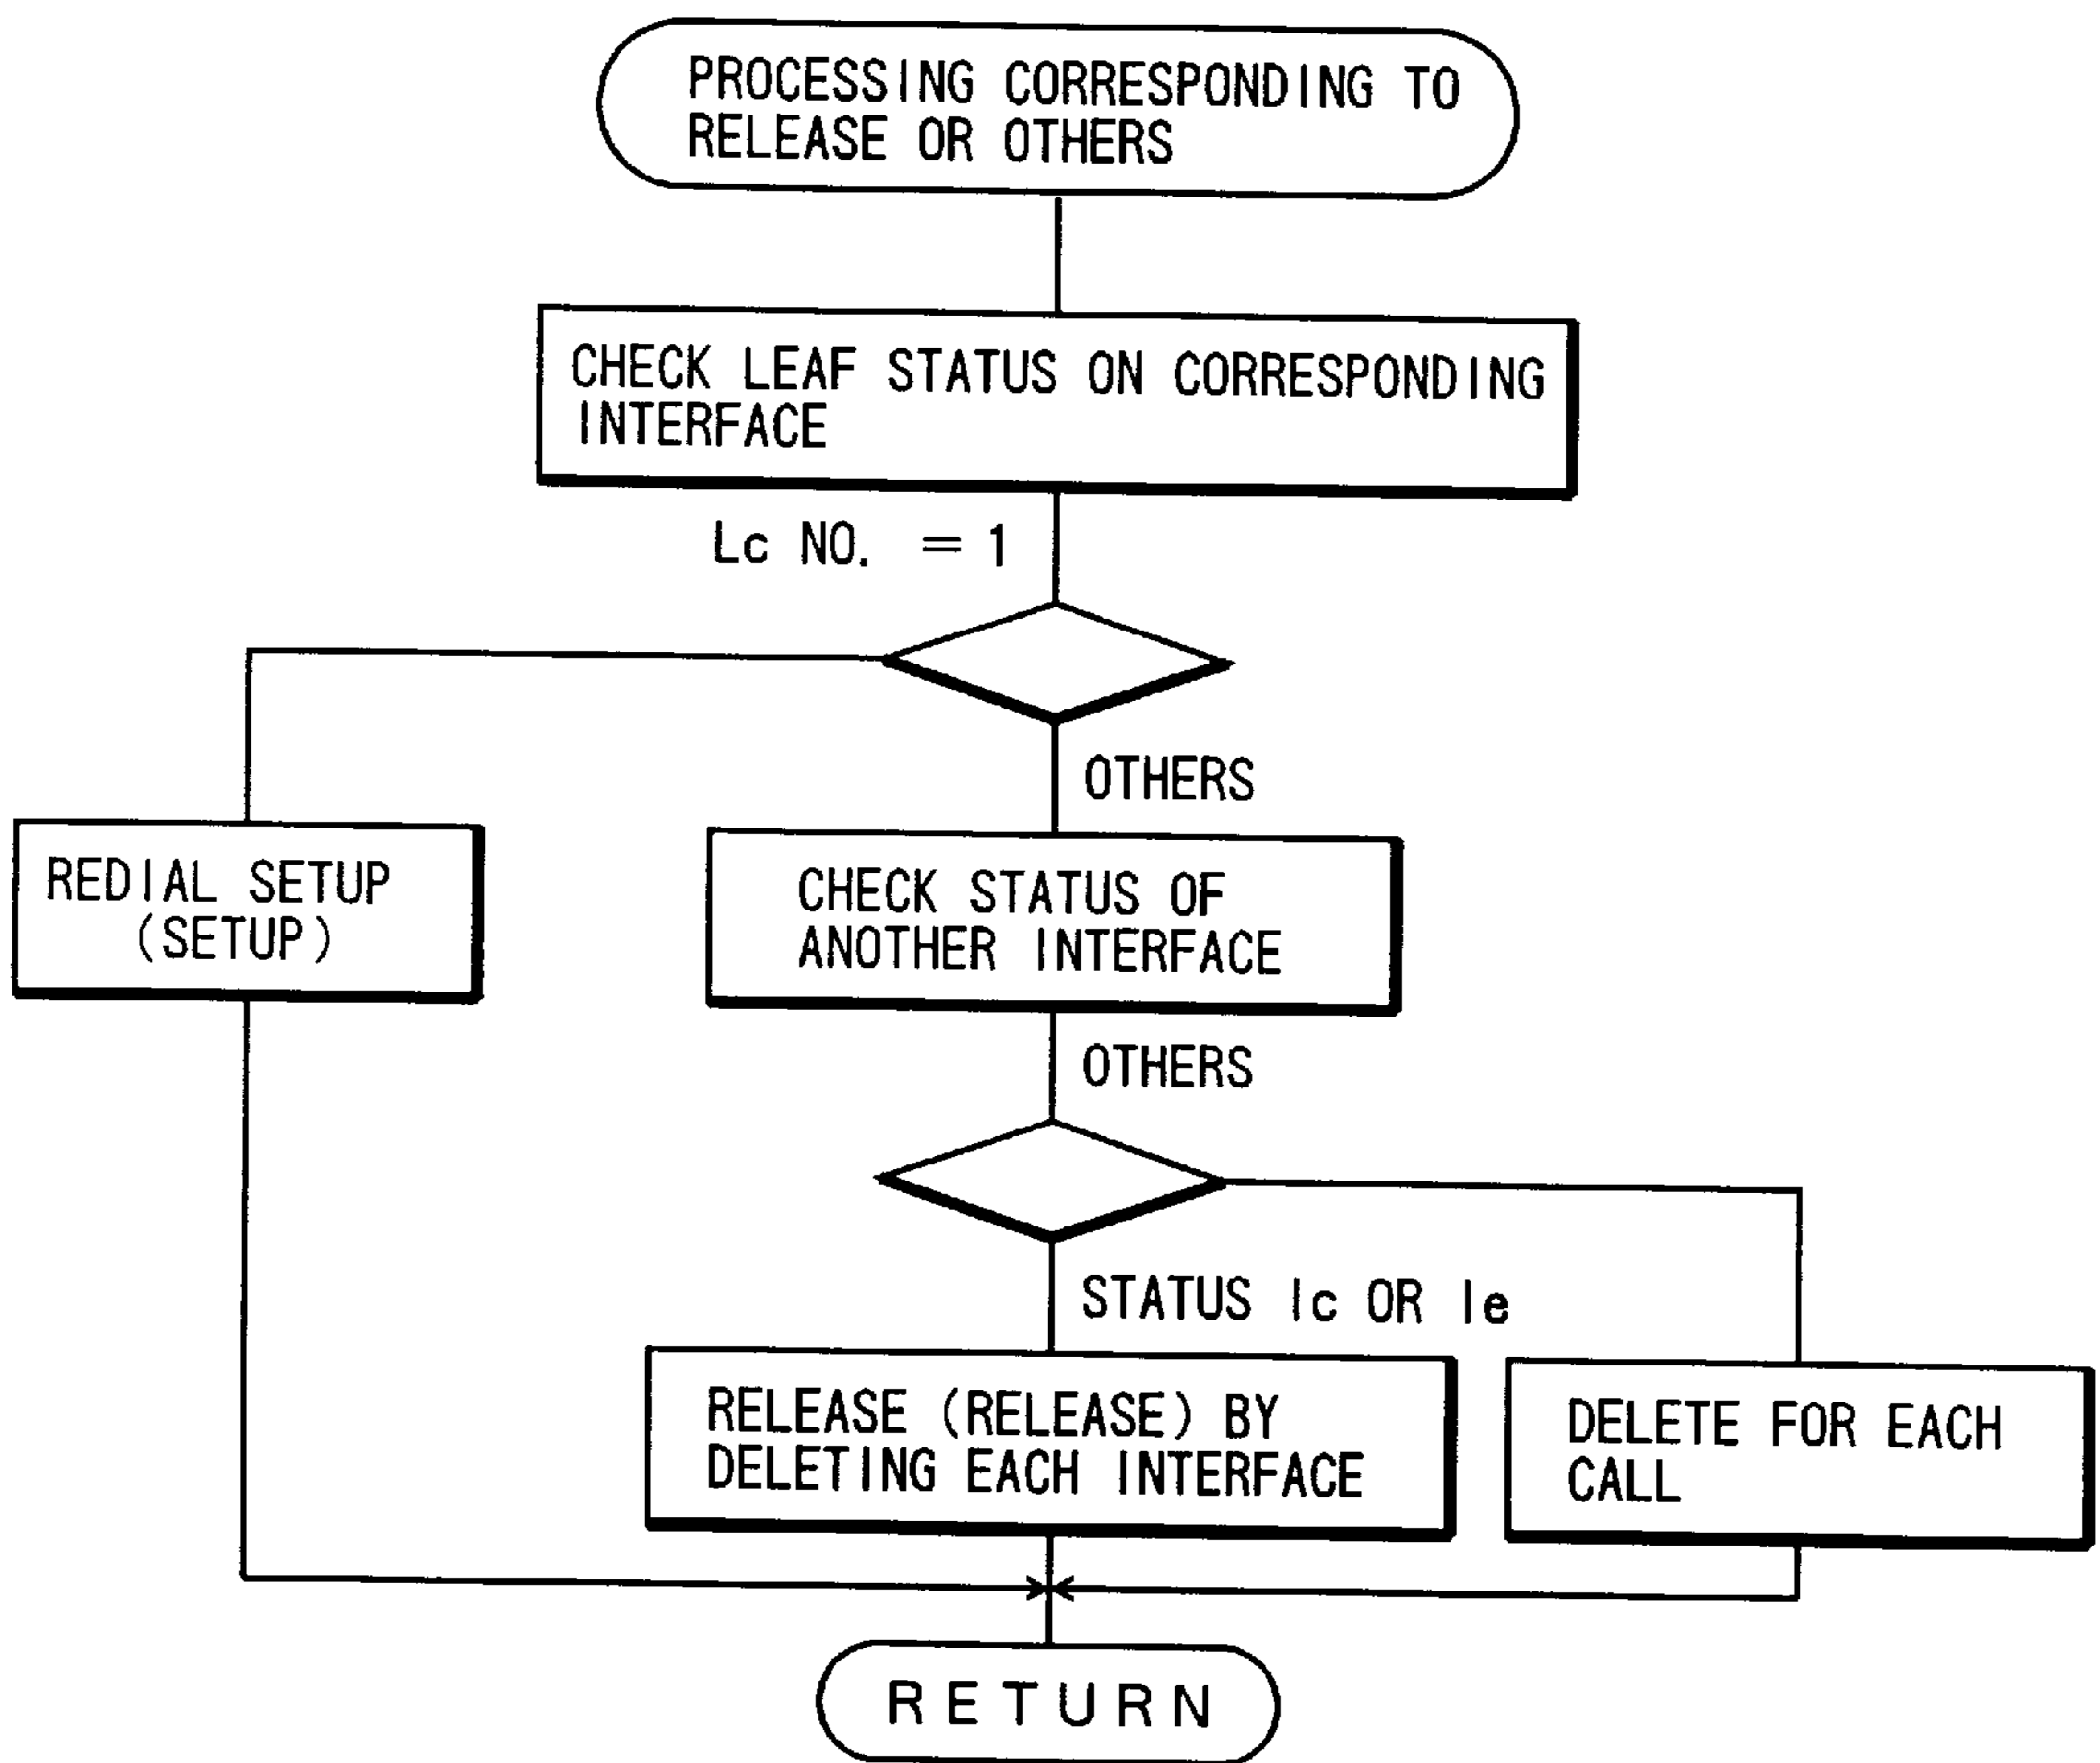 PROCESSING CORRESPONDING TO
RELEASE OR OTHERS
CHECK LEAF STATUS ON CORRESPONDING
INTERFACE
Lc NO. = 1
OTHERS
REDIAL SETUP
(SETUP)
CHECK STATUS OF
ANOTHER INTERFACE
OTHERS
STATUS Ic OR Ie
RELEASE (RELEASE) BY
DELETING EACH INTERFACE
DELETE FOR EACH
CALL
RETURN